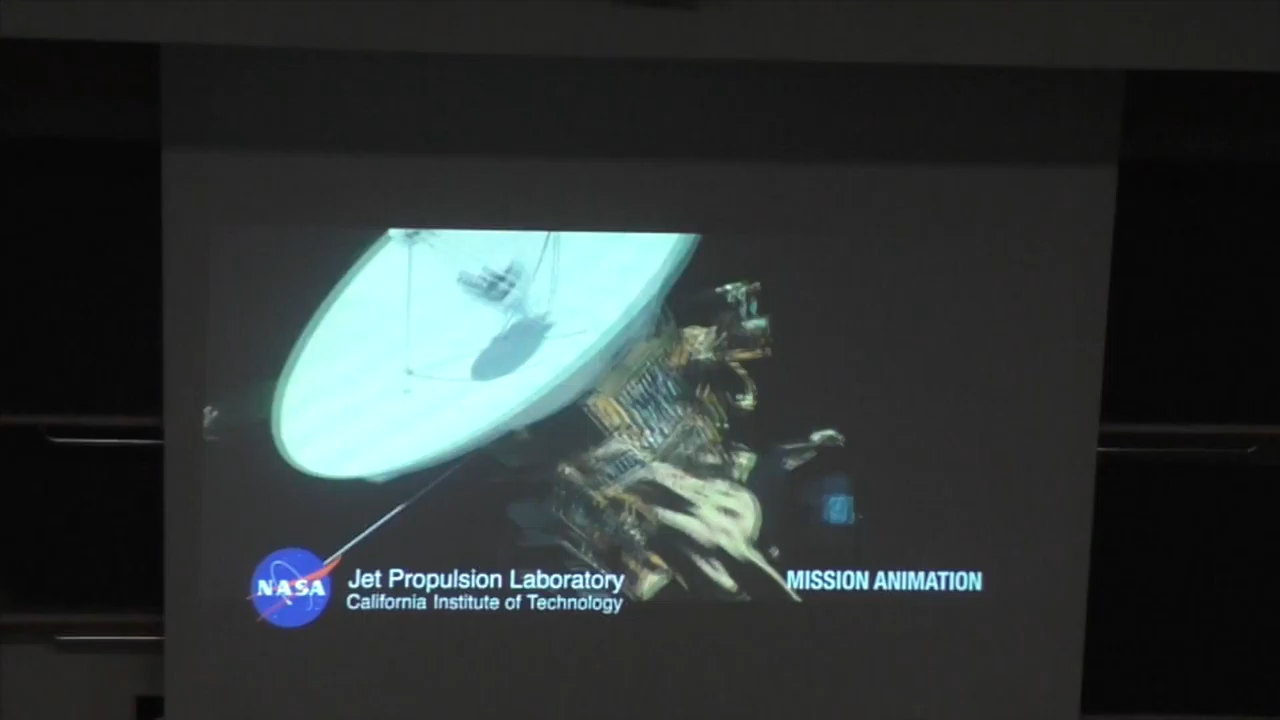 NASA
Jet Propulsion Laboratory
California Institute of Technology
MISSION ANIMATION